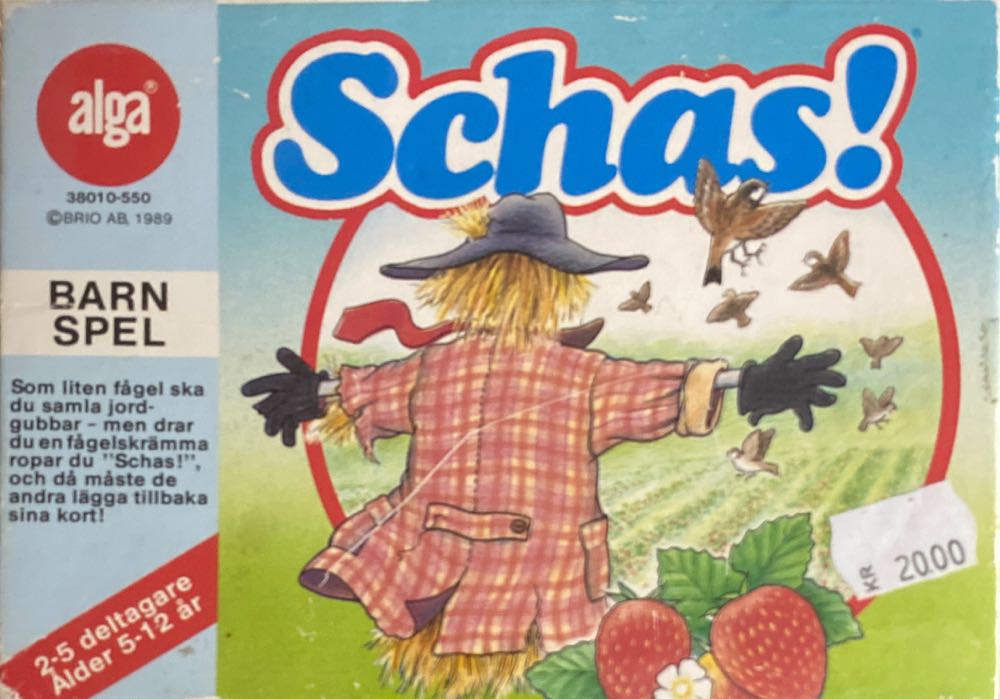 alga®
38010-550
©BRIO AB, 1989
BARN
SPEL
Som liten fågel ska
du samla jord-
gubbar – men drar
du en fågelskrämma
ropar du "Schas!",
och då måste de
andra lägga tillbaka
sina kort!
2-5 deltagare
Ålder 5-12 år
Schas!
KR 2000